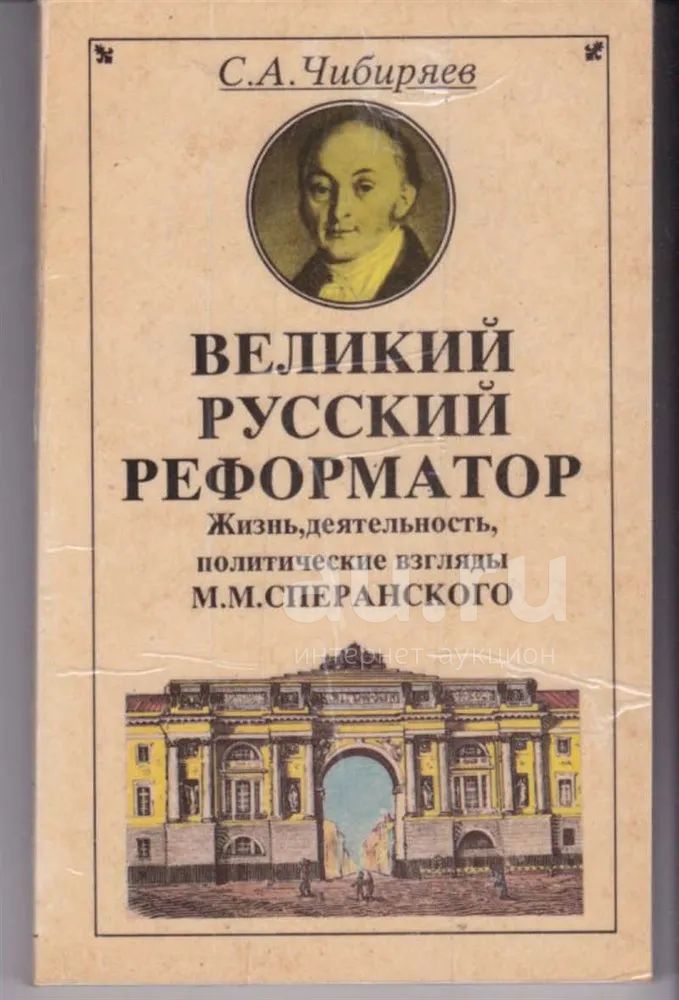 С.А.Чибиряев
ВЕЛИКИЙ
РУССКИЙ
РЕФОРМАТОР
Жизнь,деятельность,
политические взгляды
М.М.СПЕРАНСКОГО
au.ru
интернет-аукцион